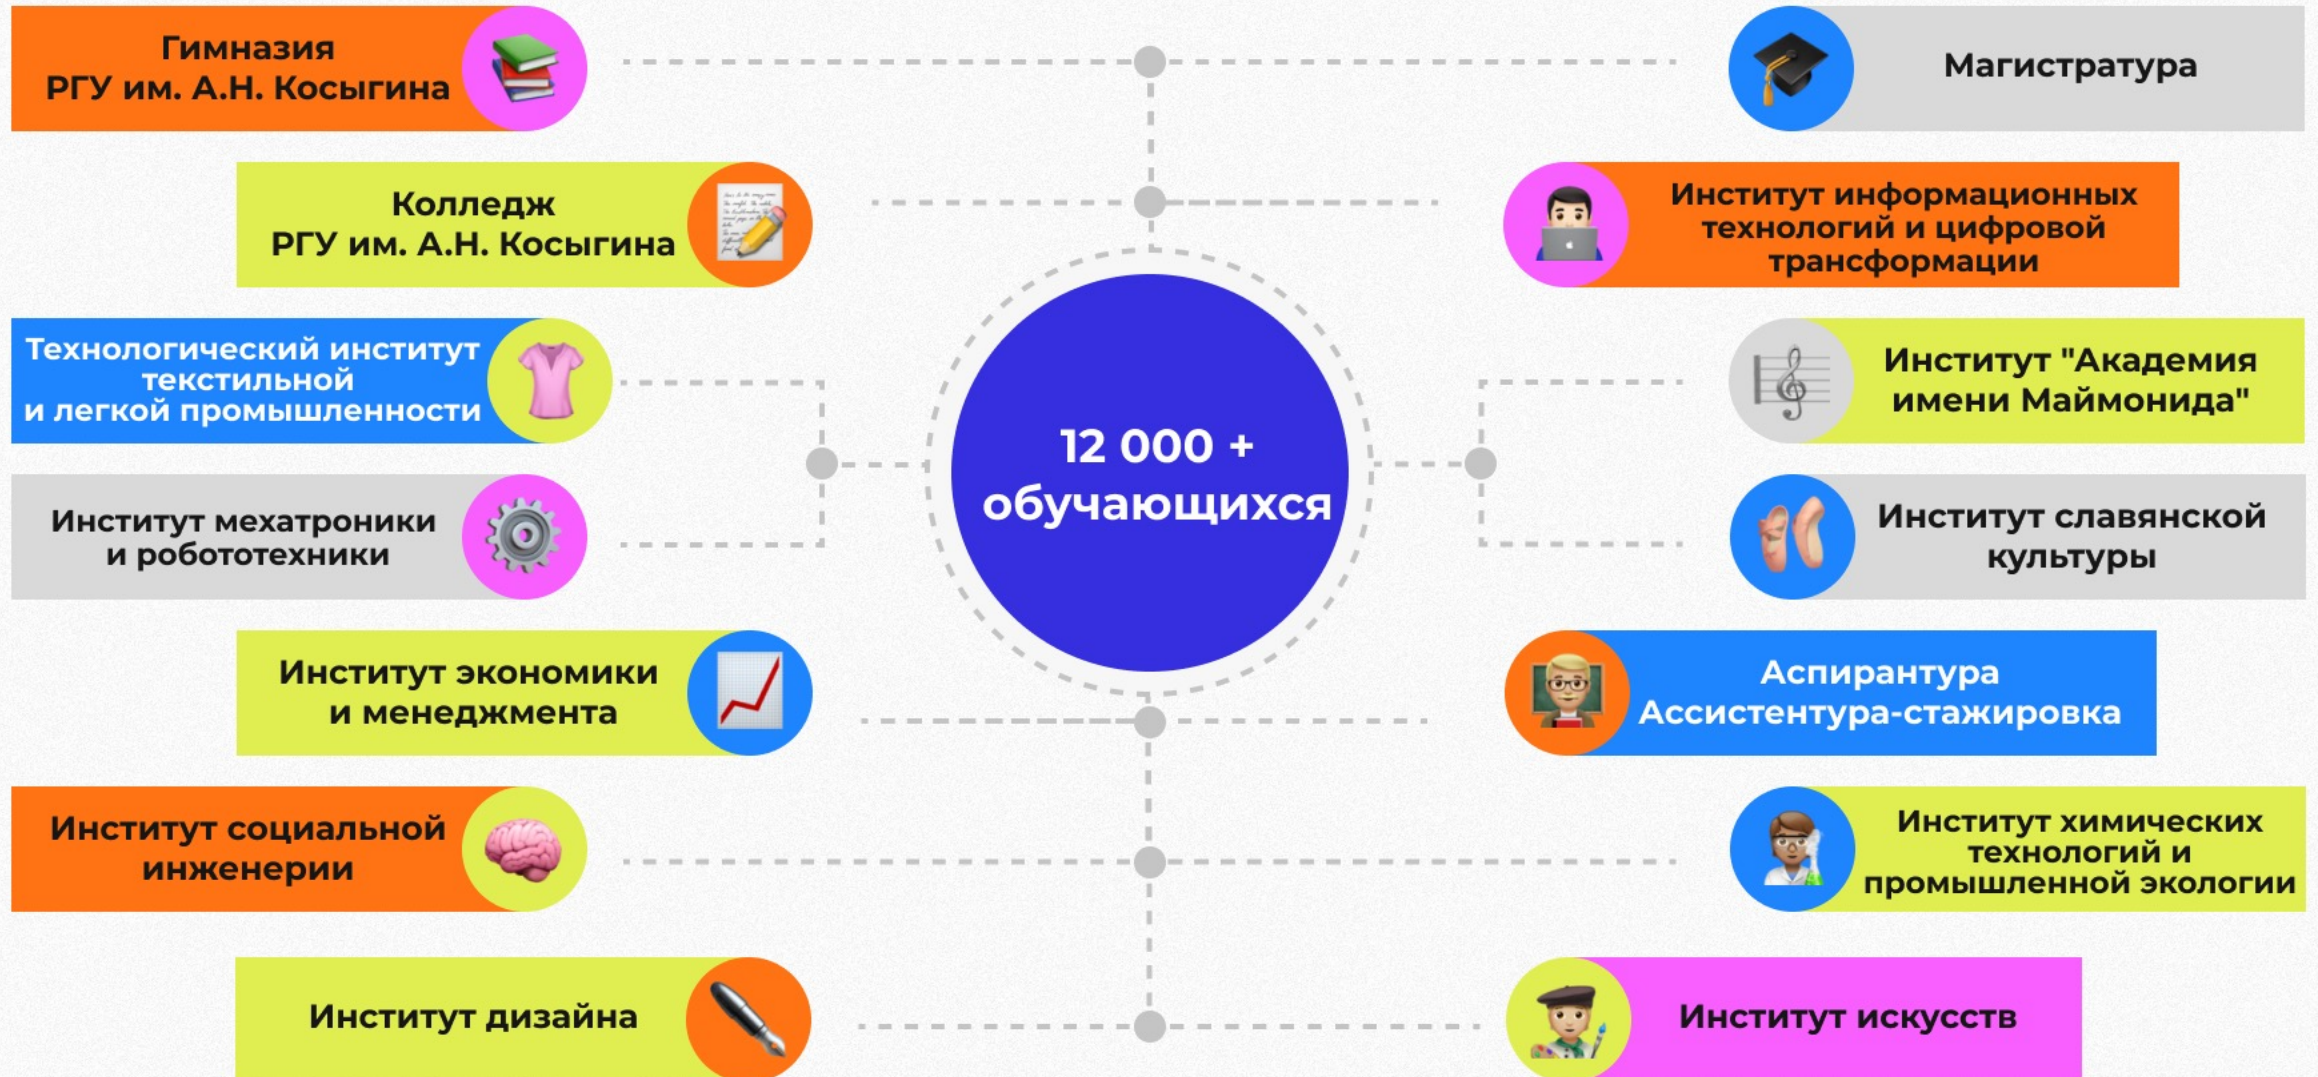 Гимназия
РГУ им. А.Н. Косыгина
Колледж
РГУ им. А.Н. Косыгина
Технологический институт
текстильной
и легкой промышленности
Институт мехатроники
и робототехники
Институт экономики
и менеджмента
Институт социальной
инженерии
Институт дизайна
12 000 +
обучающихся
Магистратура
Институт информационных
технологий и цифровой
трансформации
Институт "Академия
имени Маймонида"
Институт славянской
культуры
Аспирантура
Ассистентура-стажировка
Институт химических
технологий и
промышленной экологии
Институт искусств